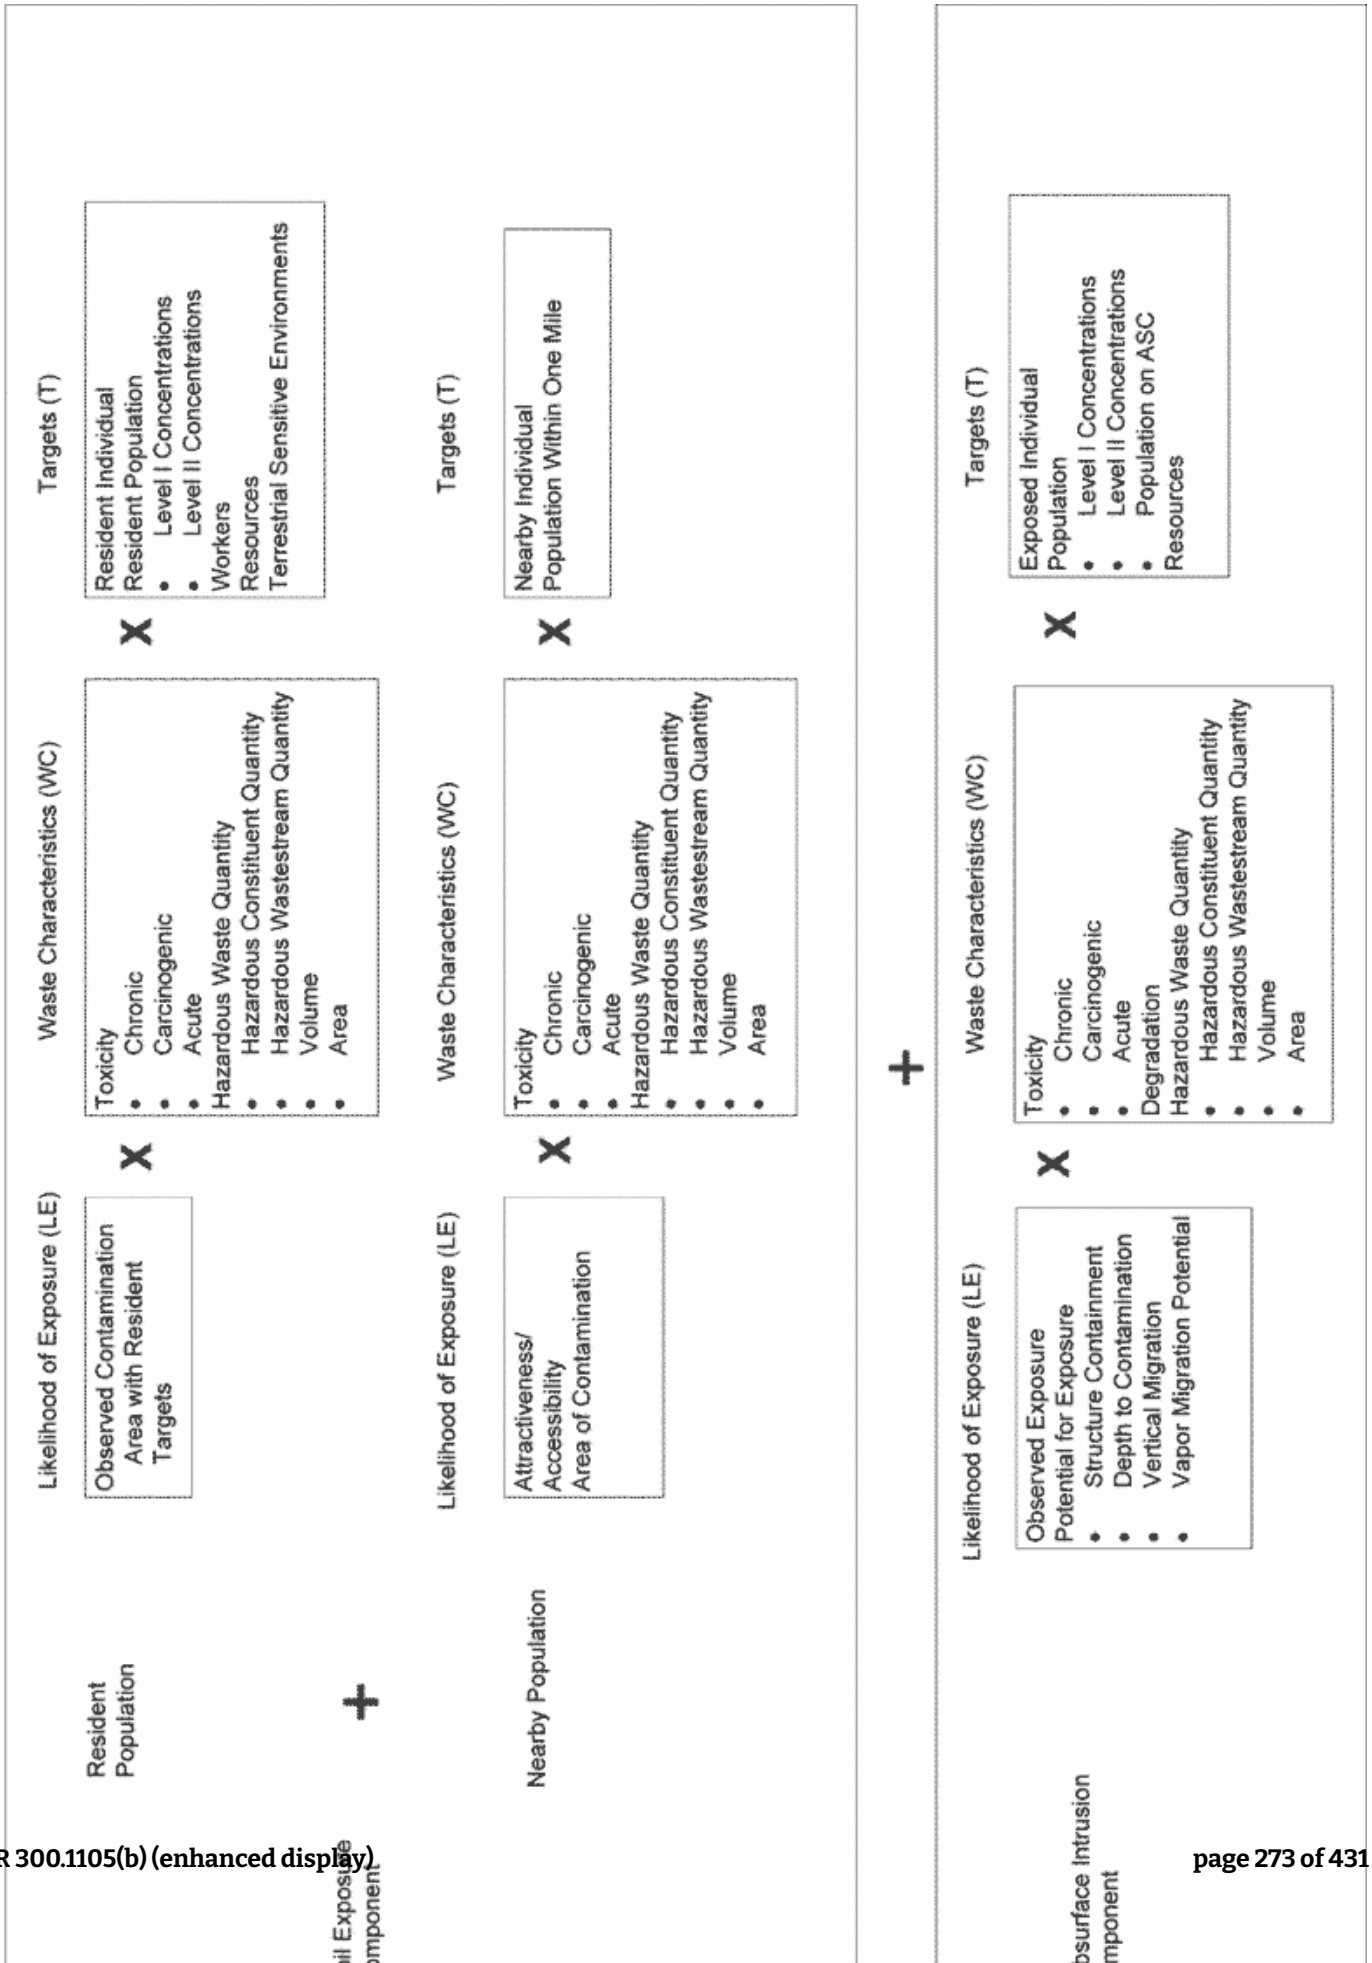 Likelihood of Exposure (LE)
Waste Characteristics (WC)
Targets (T)
Resident
Population
Observed Contamination
Area with Resident
Targets
X
Toxicity
• Chronic
• Carcinogenic
• Acute
Hazardous Waste Quantity
• Hazardous Constituent Quantity
• Hazardous Wastestream Quantity
• Volume
• Area
X
Resident Individual
Resident Population
• Level I Concentrations
• Level II Concentrations
Workers
Resources
Terrestrial Sensitive Environments
+
Likelihood of Exposure (LE)
Waste Characteristics (WC)
Targets (T)
Nearby Population
Attractiveness/
Accessibility
Area of Contamination
X
Toxicity
• Chronic
• Carcinogenic
• Acute
Hazardous Waste Quantity
• Hazardous Constituent Quantity
• Hazardous Wastestream Quantity
• Volume
• Area
X
Nearby Individual
Population Within One Mile
+
Likelihood of Exposure (LE)
Waste Characteristics (WC)
Targets (T)
Observed Exposure
Potential for Exposure
• Structure Containment
• Depth to Contamination
• Vertical Migration
• Vapor Migration Potential
X
Toxicity
• Chronic
• Carcinogenic
• Acute
Degradation
Hazardous Waste Quantity
• Hazardous Constituent Quantity
• Hazardous Wastestream Quantity
• Volume
• Area
X
Exposed Individual
Population
• Level I Concentrations
• Level II Concentrations
• Population on ASC
Resources
Exposure
Intrusion
R 300.1105(b) (enhanced display)
page 273 of 431